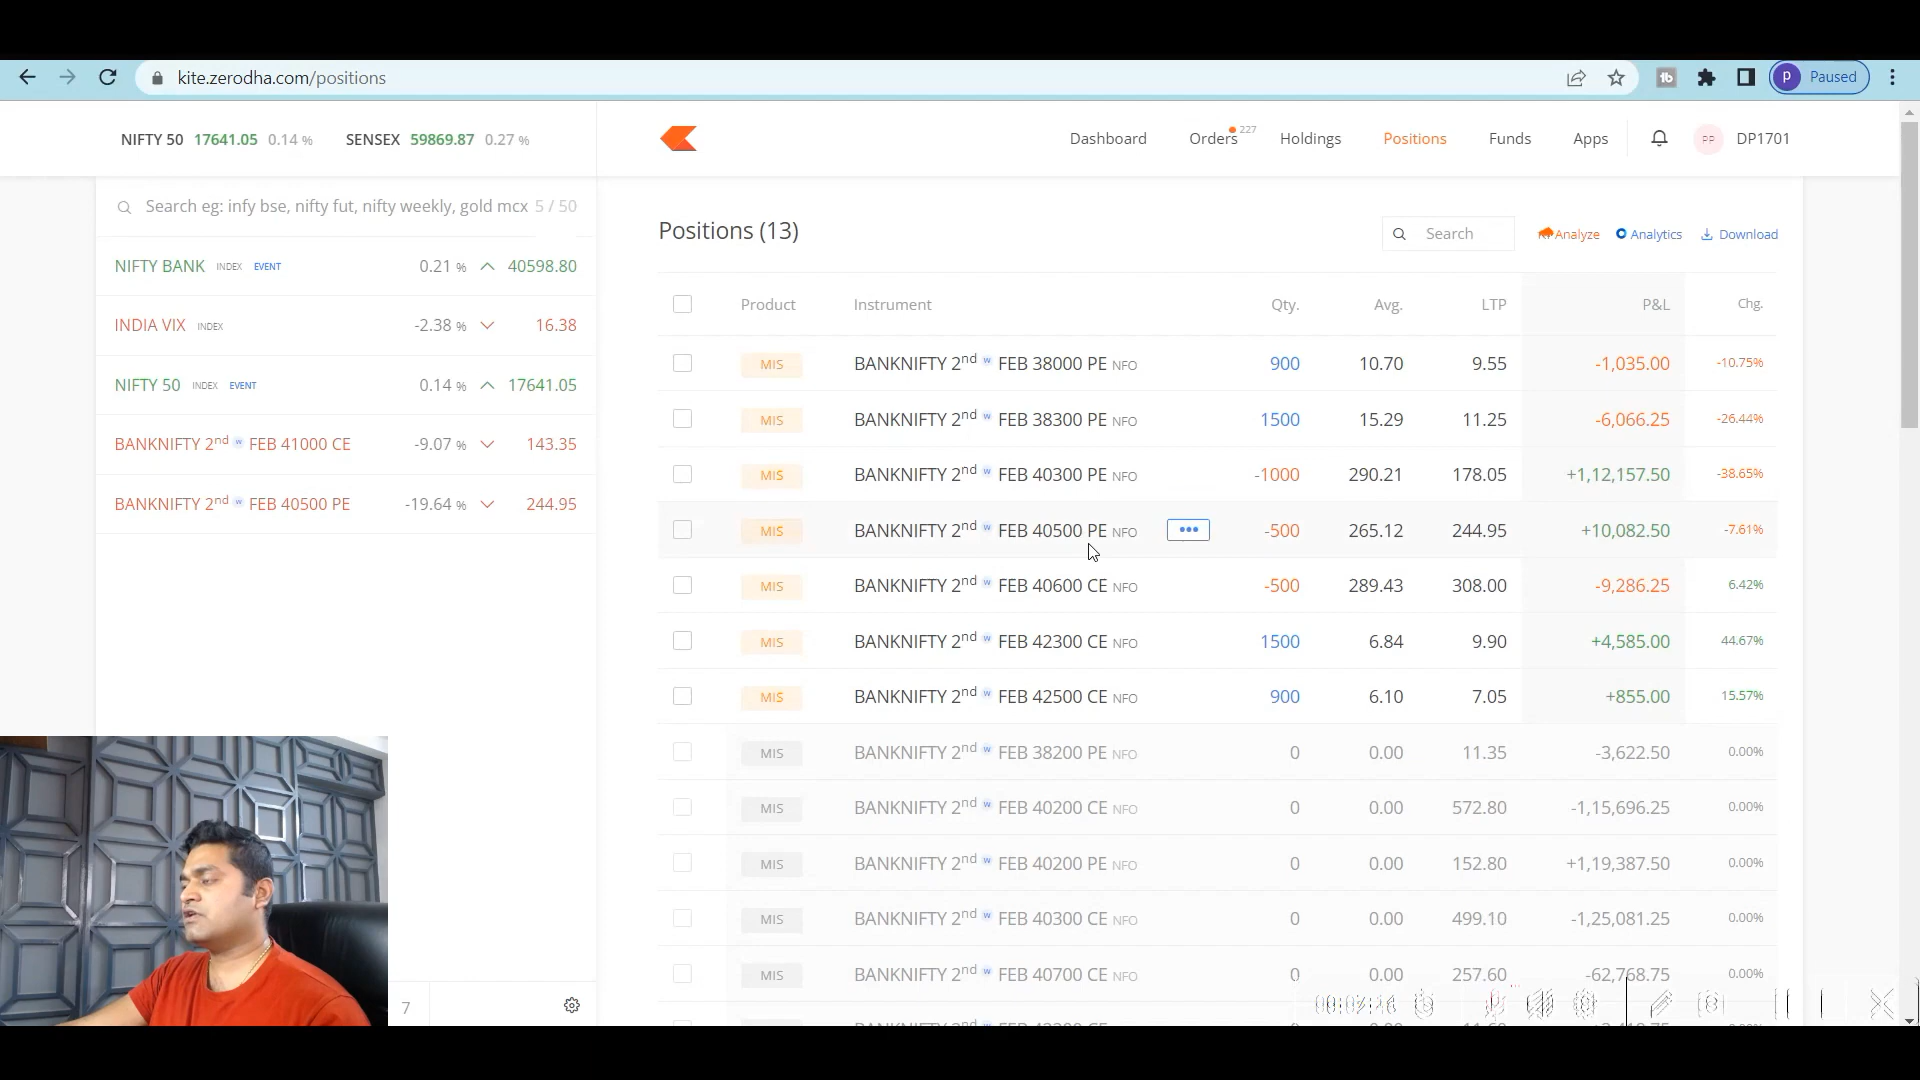 kite.zerodha.com/positions
tb
P Paused
NIFTY 50 17641.05 0.14 % SENSEX 59869.87 0.27 %
Dashboard Orders 227 Holdings Positions Funds Apps PP DP1701
Search eg: infy bse, nifty fut, nifty weekly, gold mcx 5 / 50
NIFTY BANK INDEX EVENT 0.21 % 40598.80
INDIA VIX INDEX -2.38 % 16.38
NIFTY 50 INDEX EVENT 0.14 % 17641.05
BANKNIFTY 2nd w FEB 41000 CE -9.07 % 143.35
BANKNIFTY 2nd w FEB 40500 PE -19.64 % 244.95
7
Positions (13) Search Analyze Analytics Download
Product Instrument Qty. Avg. LTP P&L Chg.
MIS BANKNIFTY 2nd w FEB 38000 PE NFO 900 10.70 9.55 -1,035.00 -10.75%
MIS BANKNIFTY 2nd w FEB 38300 PE NFO 1500 15.29 11.25 -6,066.25 -26.44%
MIS BANKNIFTY 2nd w FEB 40300 PE NFO -1000 290.21 178.05 +1,12,157.50 -38.65%
MIS BANKNIFTY 2nd w FEB 40500 PE NFO ••• -500 265.12 244.95 +10,082.50 -7.61%
MIS BANKNIFTY 2nd w FEB 40600 CE NFO -500 289.43 308.00 -9,286.25 6.42%
MIS BANKNIFTY 2nd w FEB 42300 CE NFO 1500 6.84 9.90 +4,585.00 44.67%
MIS BANKNIFTY 2nd w FEB 42500 CE NFO 900 6.10 7.05 +855.00 15.57%
MIS BANKNIFTY 2nd w FEB 38200 PE NFO 0 0.00 11.35 -3,622.50 0.00%
MIS BANKNIFTY 2nd w FEB 40200 CE NFO 0 0.00 572.80 -1,15,696.25 0.00%
MIS BANKNIFTY 2nd w FEB 40200 PE NFO 0 0.00 152.80 +1,19,387.50 0.00%
MIS BANKNIFTY 2nd w FEB 40300 CE NFO 0 0.00 499.10 -1,25,081.25 0.00%
MIS BANKNIFTY 2nd w FEB 40700 CE NFO 0 0.00 257.60 -62,768.75 0.00%